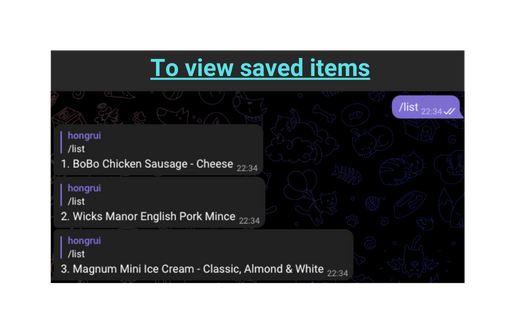 To view saved items
/list 22:34
hongrui
/list
1. BoBo Chicken Sausage - Cheese 22:34
hongrui
/list
2. Wicks Manor English Pork Mince 22:34
hongrui
/list
3. Magnum Mini Ice Cream - Classic, Almond & White 22:34